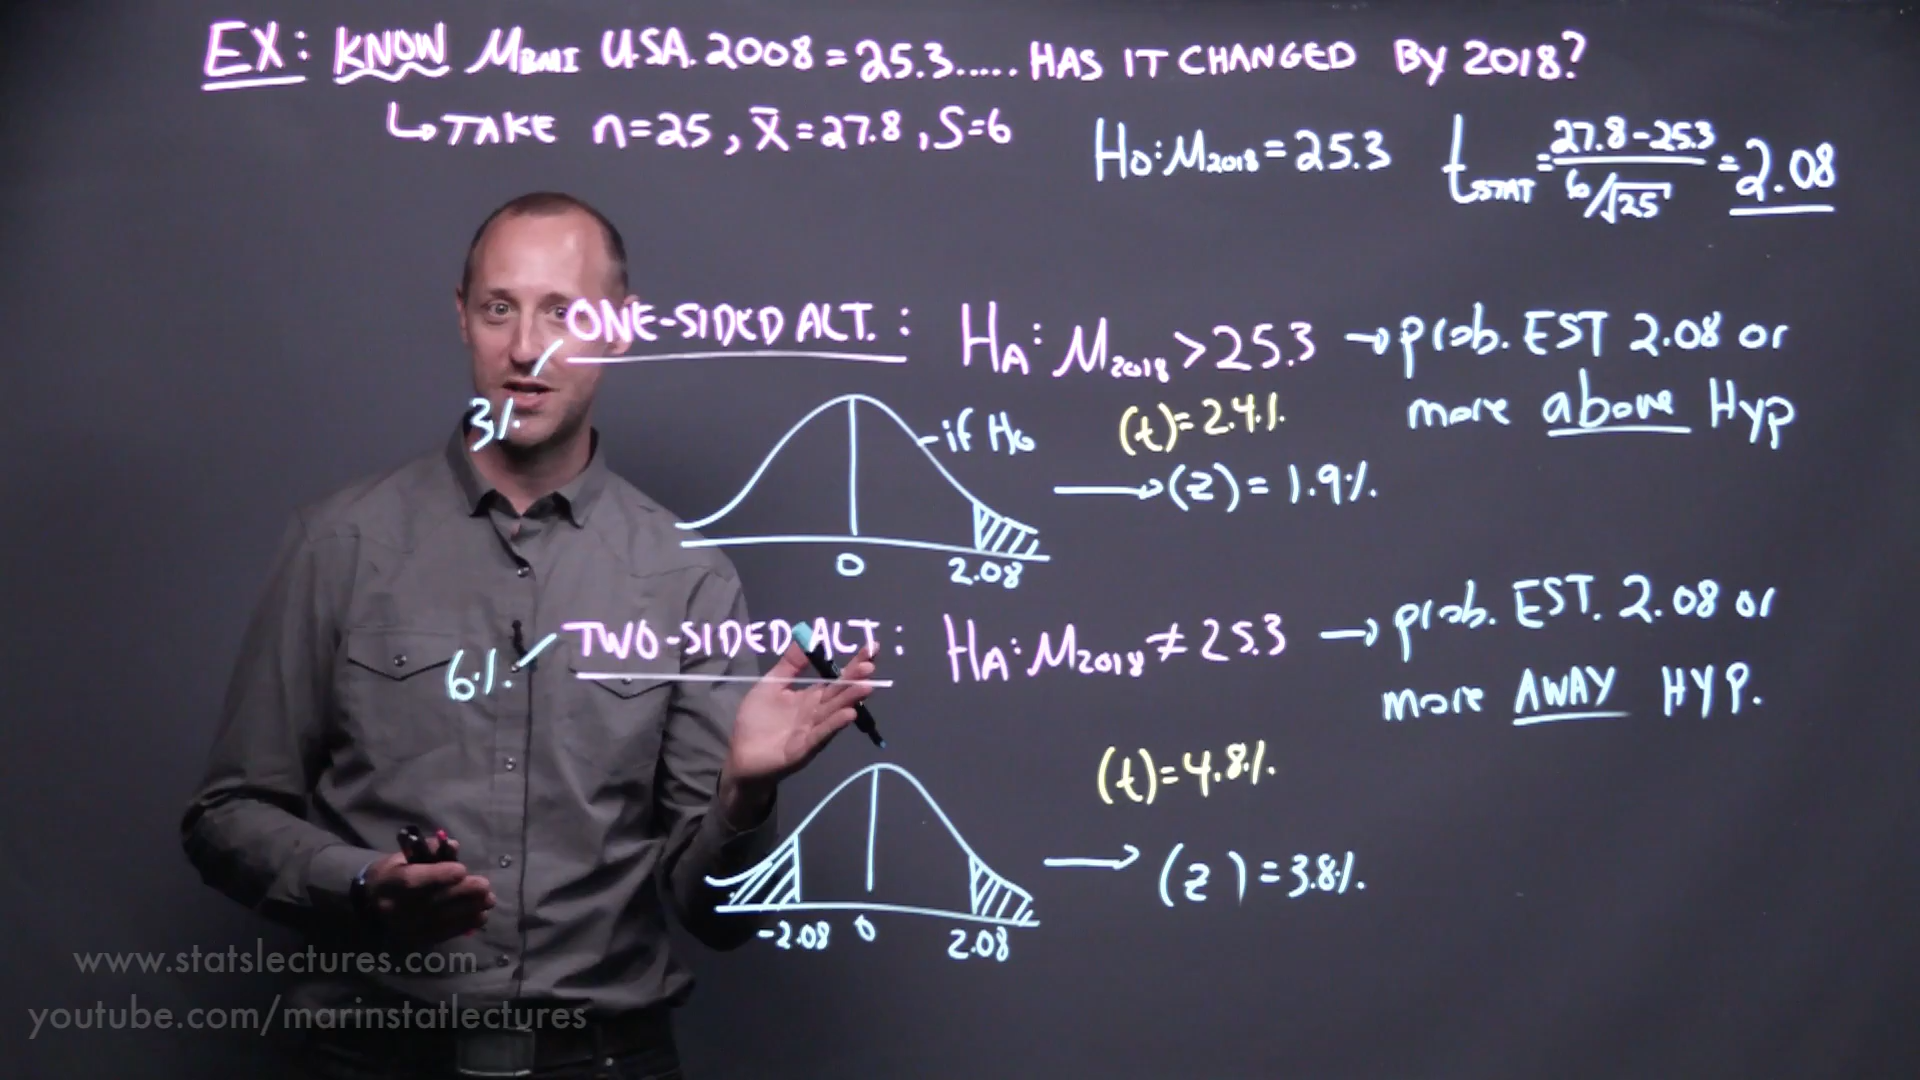 EX: KNOW μBMI USA. 2008 = 25.3..... HAS IT CHANGED BY 2018?
↳ TAKE n=25, x̄=27.8, S=6
H0: μ2018 = 25.3
tSTAT = 27.8-25.3 / 6/√25 = 2.08
ONE-SIDED ALT.: HA: μ2018 > 25.3 → prob. EST 2.08 or
more above Hyp
3%
if H0
(t)=2.4%
→ (z) = 1.9%
0 2.08
TWO-SIDED ALT: HA: μ2018 ≠ 25.3 → prob. EST. 2.08 or
more AWAY HYP.
6%
(t)=4.8%
→ (z) = 3.8%
-2.08 0 2.08
www.statslectures.com
youtube.com/marinstatlectures